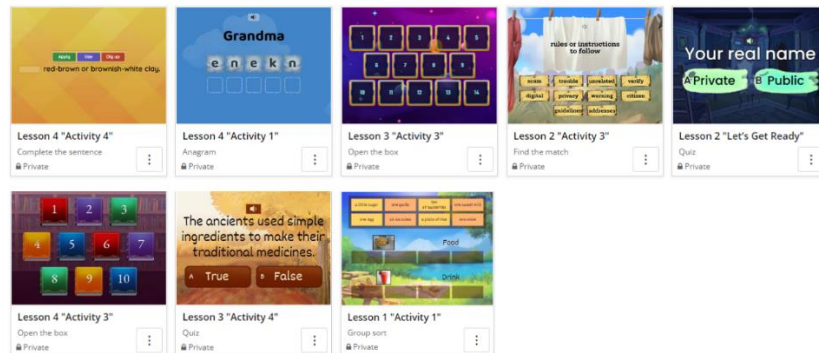 Apply Use Dig up
red-brown or brownish-white clay.
Lesson 4 "Activity 4"
Complete the sentence
Private
Grandma
e n e k n
Lesson 4 "Activity 1"
Anagram
Private
1 2 3 4 5
6 7 8 9
10 11 12 13 14
Lesson 3 "Activity 3"
Open the box
Private
rules or instructions
to follow
scam trouble unrelated verify
digital privacy warning citizen
guidelines addresses
Lesson 2 "Activity 3"
Find the match
Private
Your real name
A Private B Public
Lesson 2 "Let's Get Ready"
Quiz
Private
1 2 3
4 5 6 7
8 9 10
Lesson 4 "Activity 3"
Open the box
Private
The ancients used simple
ingredients to make their
traditional medicines.
A True B False
Lesson 3 "Activity 4"
Quiz
Private
Food
Drink
Lesson 1 "Activity 1"
Group sort
Private